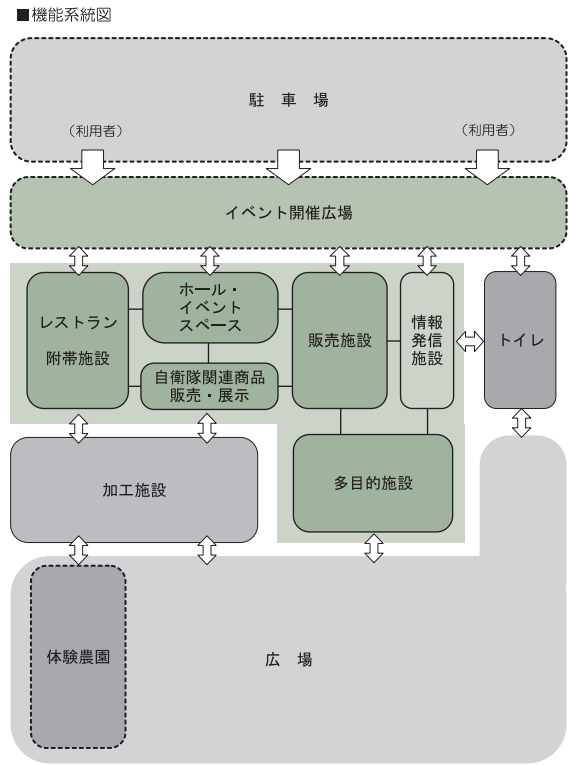 ■機能系統図
駐 車 場
（利用者）
（利用者）
イベント開催広場
レストラン
附帯施設
ホール・
イベント
スペース
自衛隊関連商品
販売・展示
販売施設
情報
発信
施設
トイレ
加工施設
多目的施設
体験農園
広 場